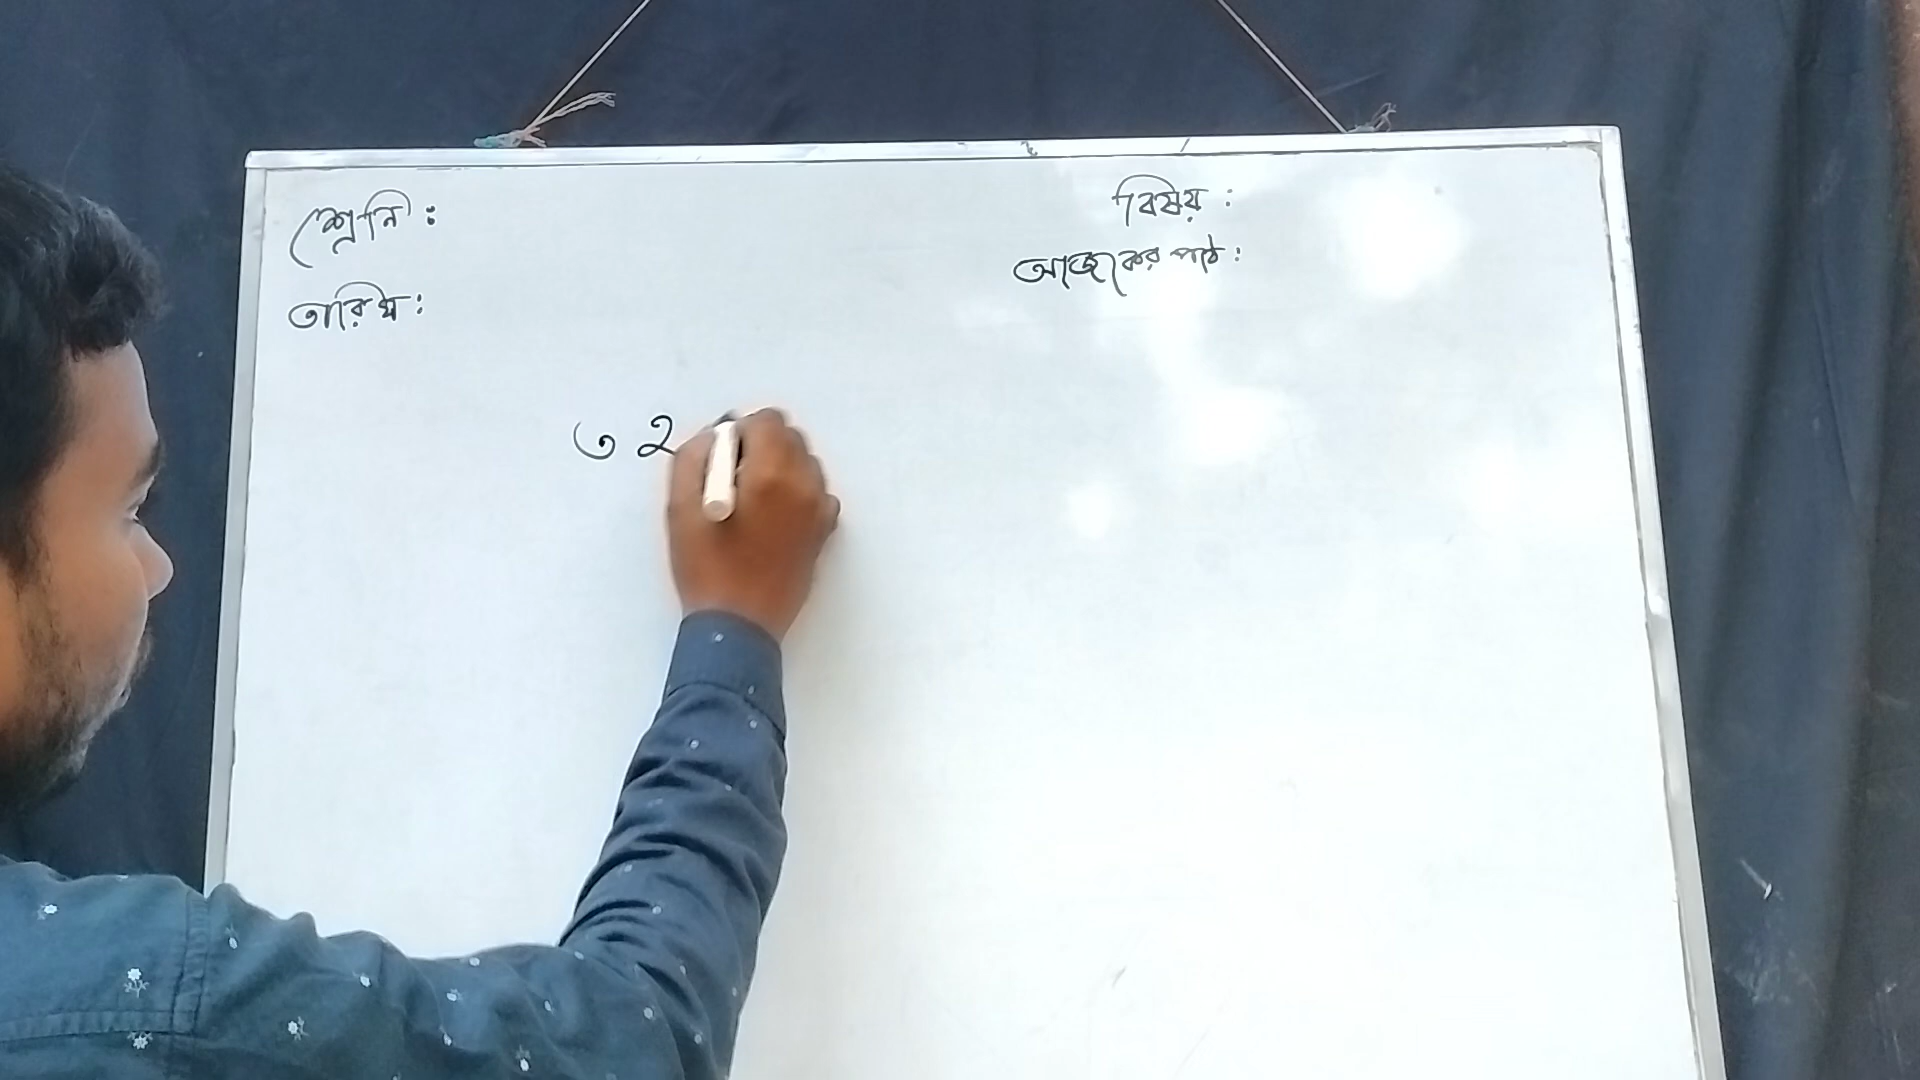 শ্রেনি :
বিষয় :
আজকের পাঠ :
তারিখ :
৩ ২